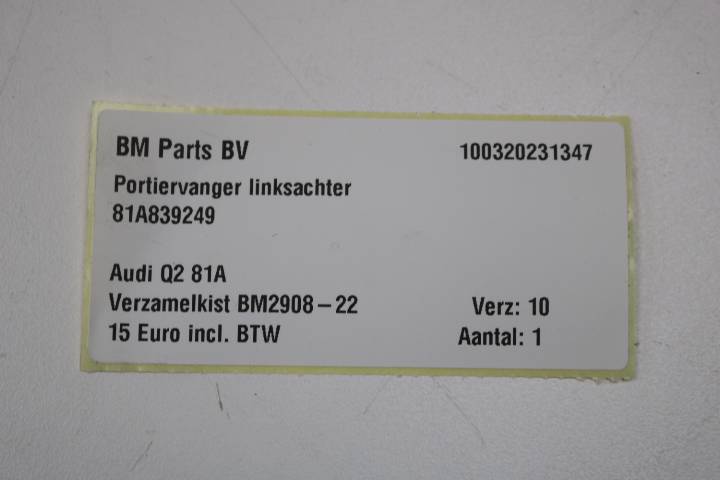 BM Parts BV 100320231347
Portiervanger linksachter
81A839249
Audi Q2 81A
Verzamelkist BM2908-22 Verz: 10
15 Euro incl. BTW Aantal: 1